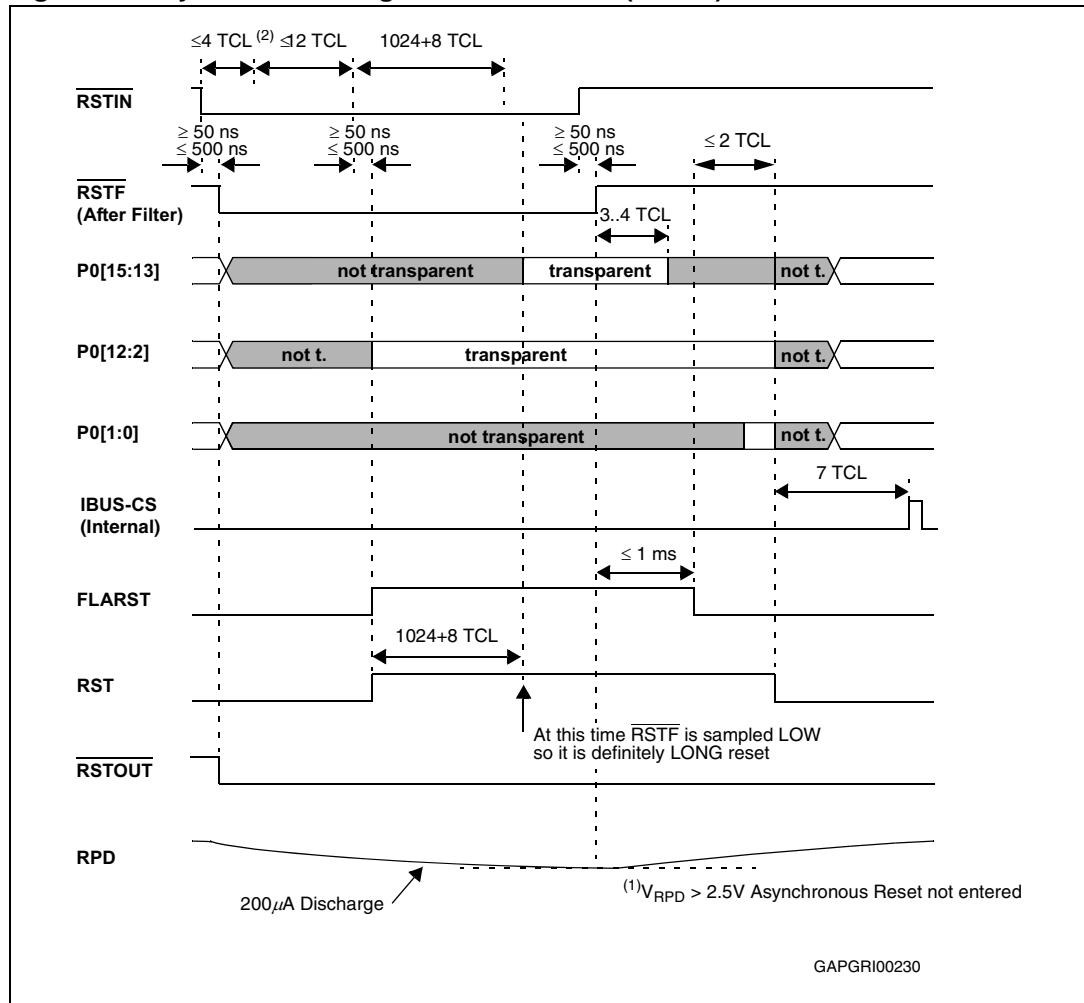 ≤4 TCL (2) ≤12 TCL 1024+8 TCL
RSTIN
≥ 50 ns ≥ 50 ns ≥ 50 ns
≤ 500 ns ≤ 500 ns ≤ 500 ns
≤ 2 TCL
RSTF
(After Filter)
3..4 TCL
P0[15:13] not transparent transparent not t.
P0[12:2] not t. transparent not t.
P0[1:0] not transparent not t.
7 TCL
IBUS-CS
(Internal)
≤ 1 ms
FLARST
1024+8 TCL
RST
At this time RSTF is sampled LOW
so it is definitely LONG reset
RSTOUT
RPD
200µA Discharge
(1)VRPD > 2.5V Asynchronous Reset not entered
GAPGRI00230